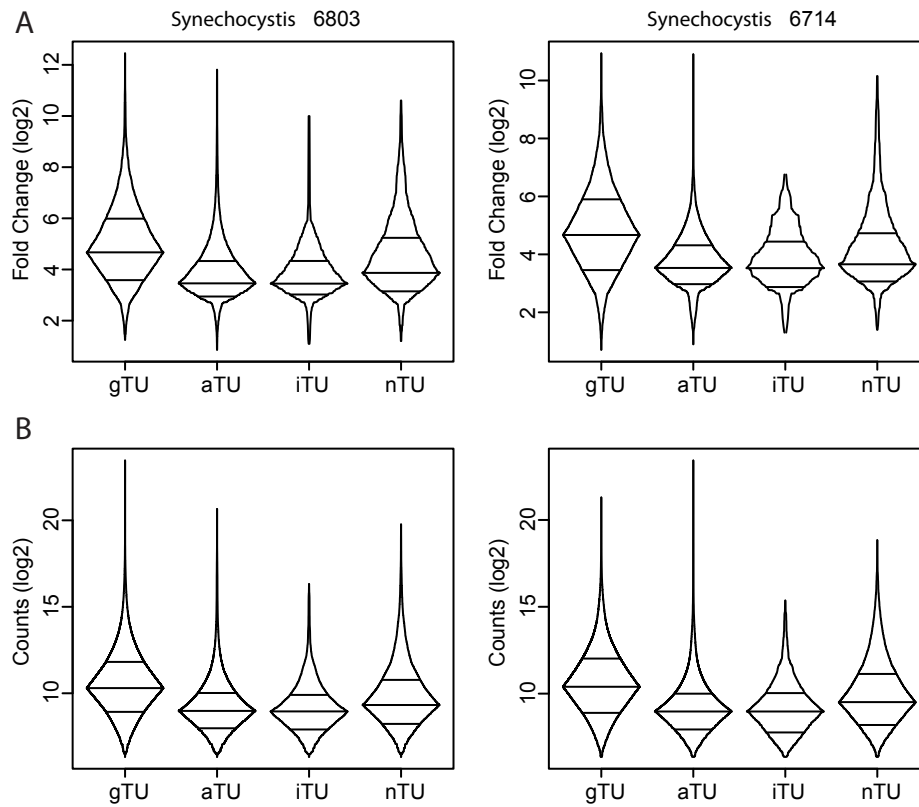 A
Synechocystis 6803
Synechocystis 6714
Fold Change (log2)
12
10
8
6
4
2
gTU aTU iTU nTU
Fold Change (log2)
10
8
6
4
2
gTU aTU iTU nTU
B
Counts (log2)
20
15
10
gTU aTU iTU nTU
Counts (log2)
20
15
10
gTU aTU iTU nTU